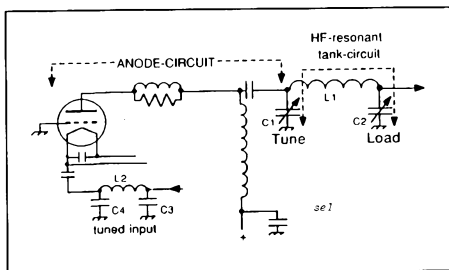 HF-resonant
tank-circuit
ANODE-CIRCUIT
L1
C1
C2
Tune
Load
L2
C4
C3
tuned input
sel
+